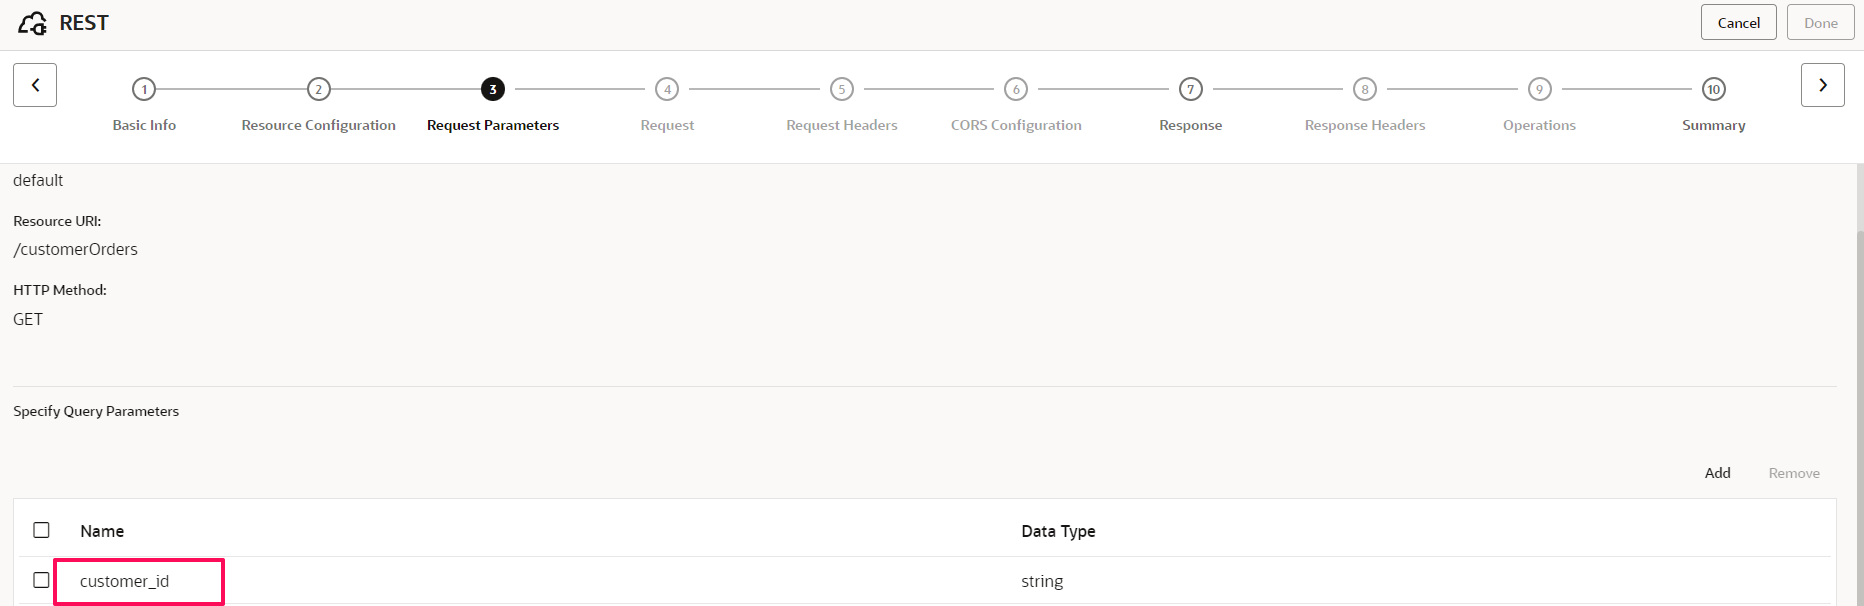 REST
Cancel
Done
1
2
3
4
5
6
7
8
9
10
Basic Info
Resource Configuration
Request Parameters
Request
Request Headers
CORS Configuration
Response
Response Headers
Operations
Summary
default
Resource URI:
/customerOrders
HTTP Method:
GET
Specify Query Parameters
Add
Remove
Name
Data Type
customer_id
string